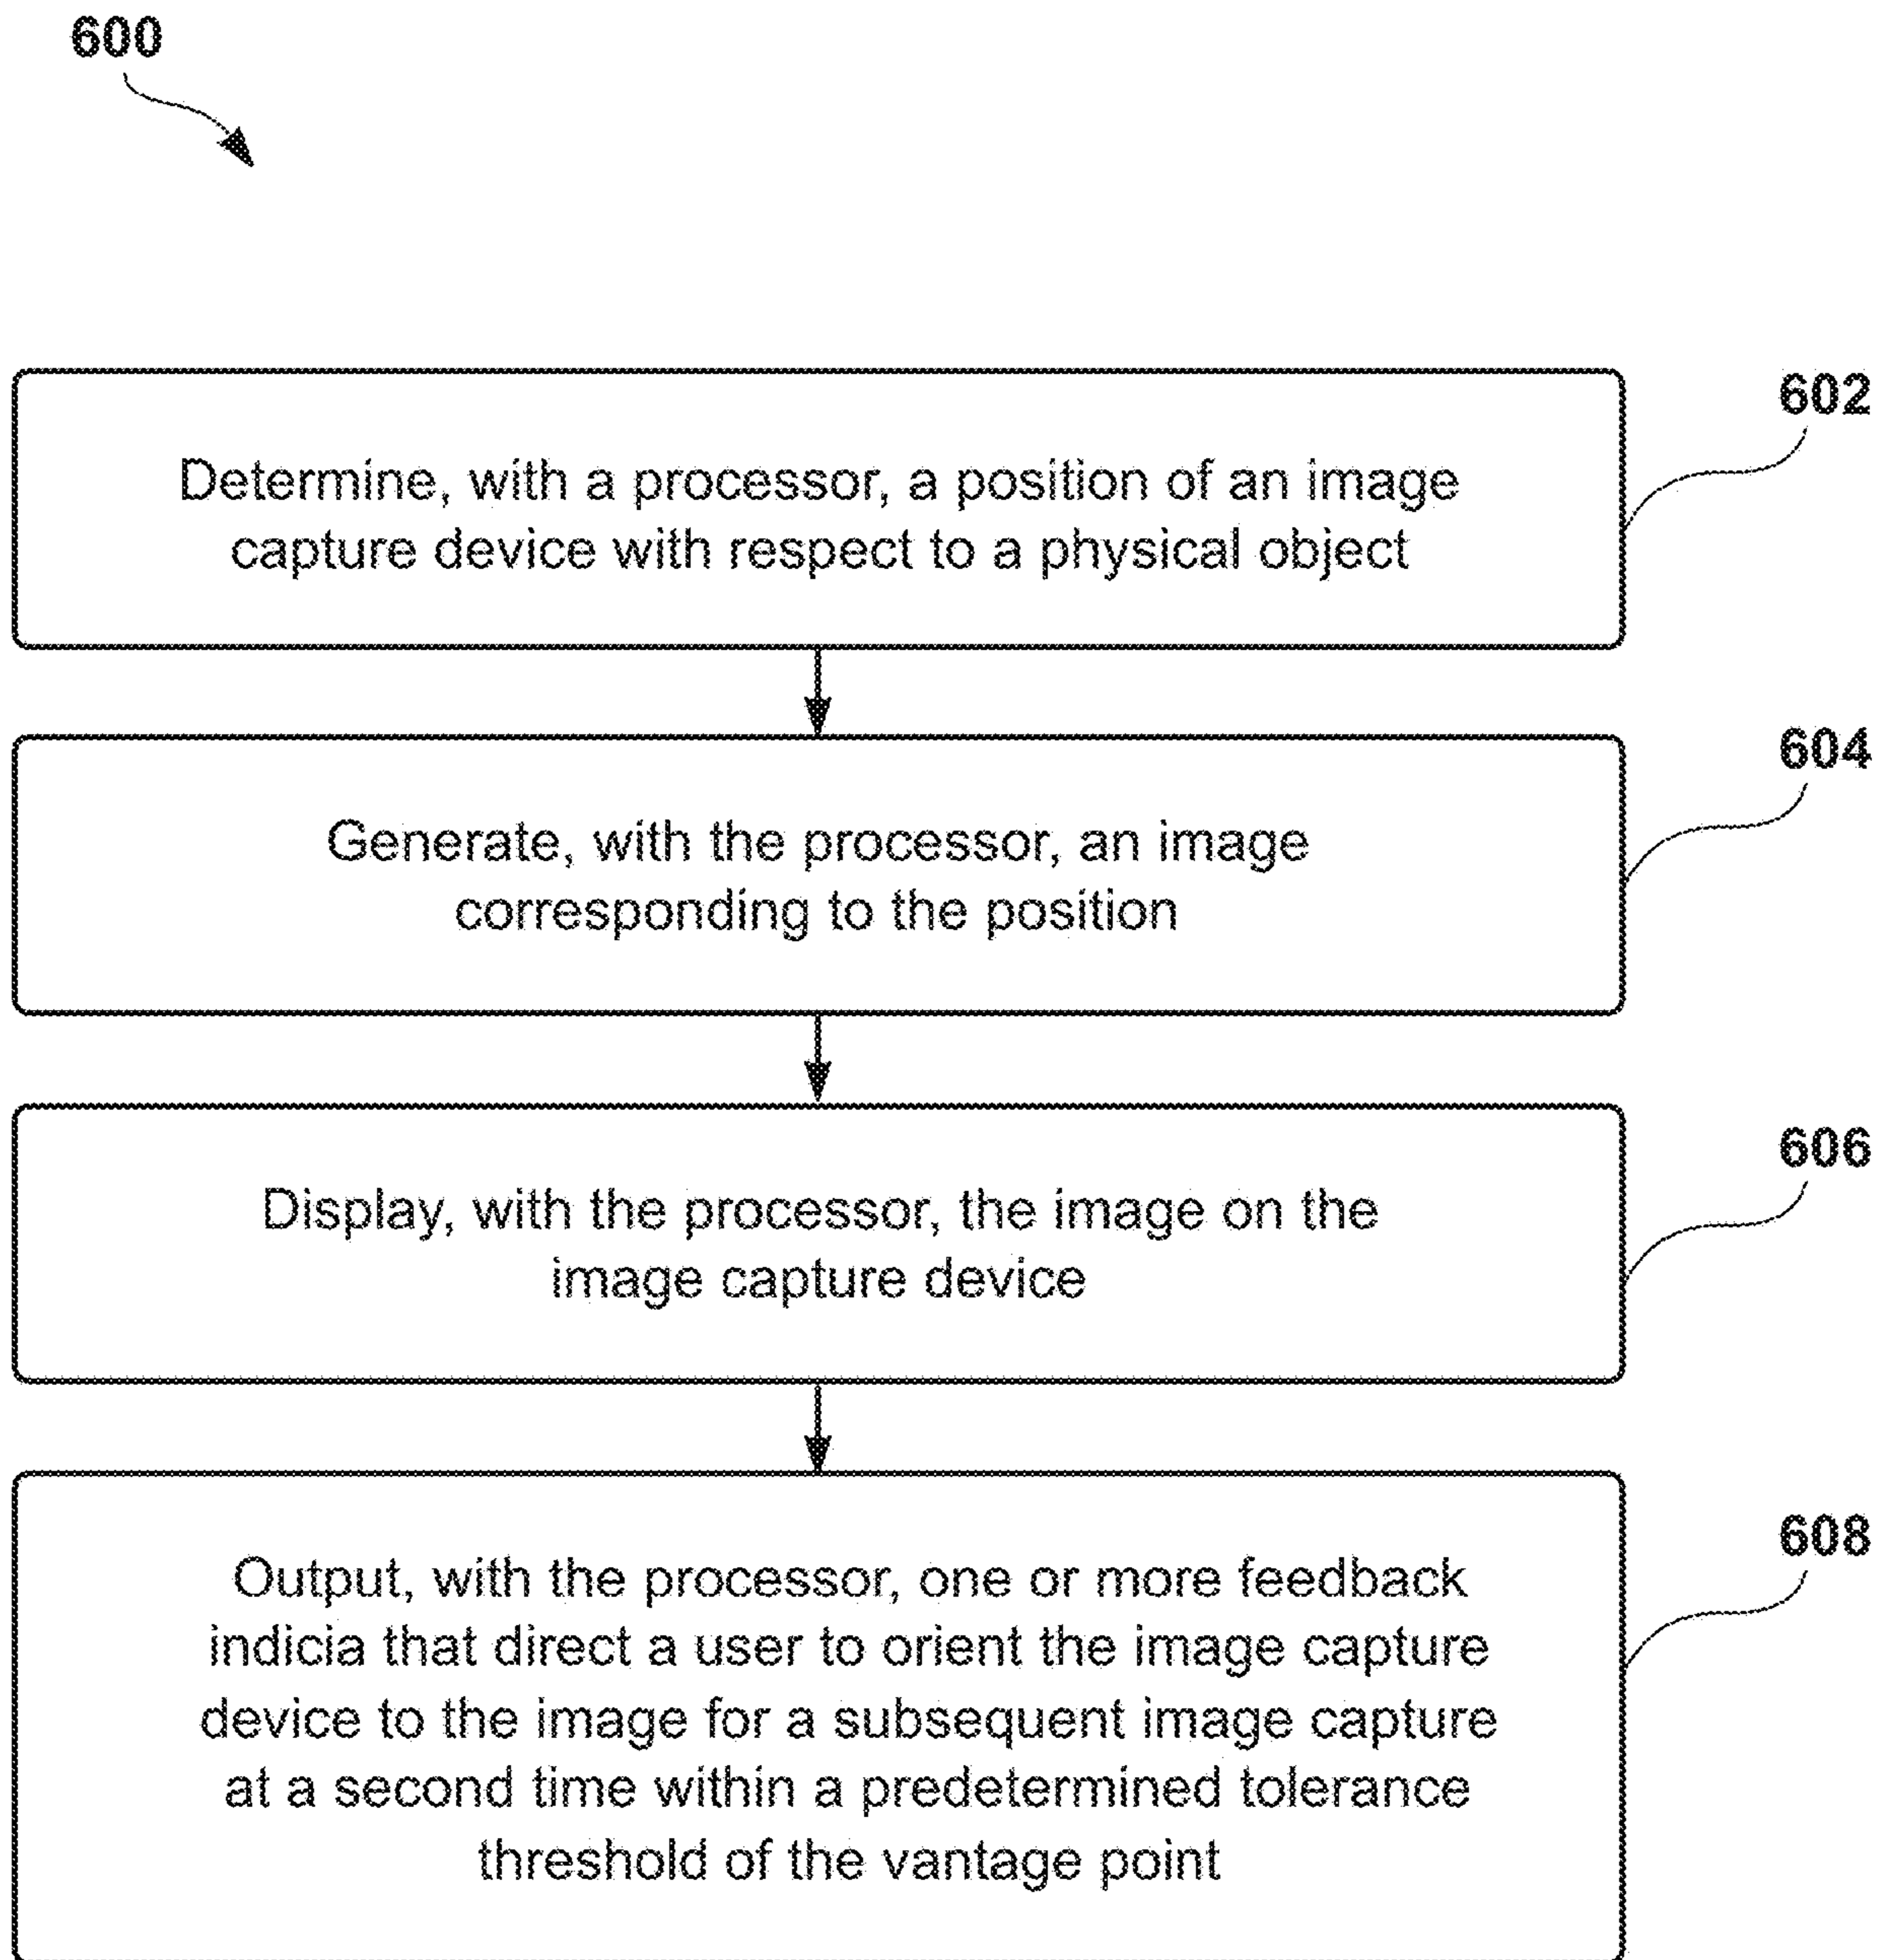 600
602
Determine, with a processor, a position of an image
capture device with respect to a physical object
604
Generate, with the processor, an image
corresponding to the position
606
Display, with the processor, the image on the
image capture device
608
Output, with the processor, one or more feedback
indicia that direct a user to orient the image capture
device to the image for a subsequent image capture
at a second time within a predetermined tolerance
threshold of the vantage point